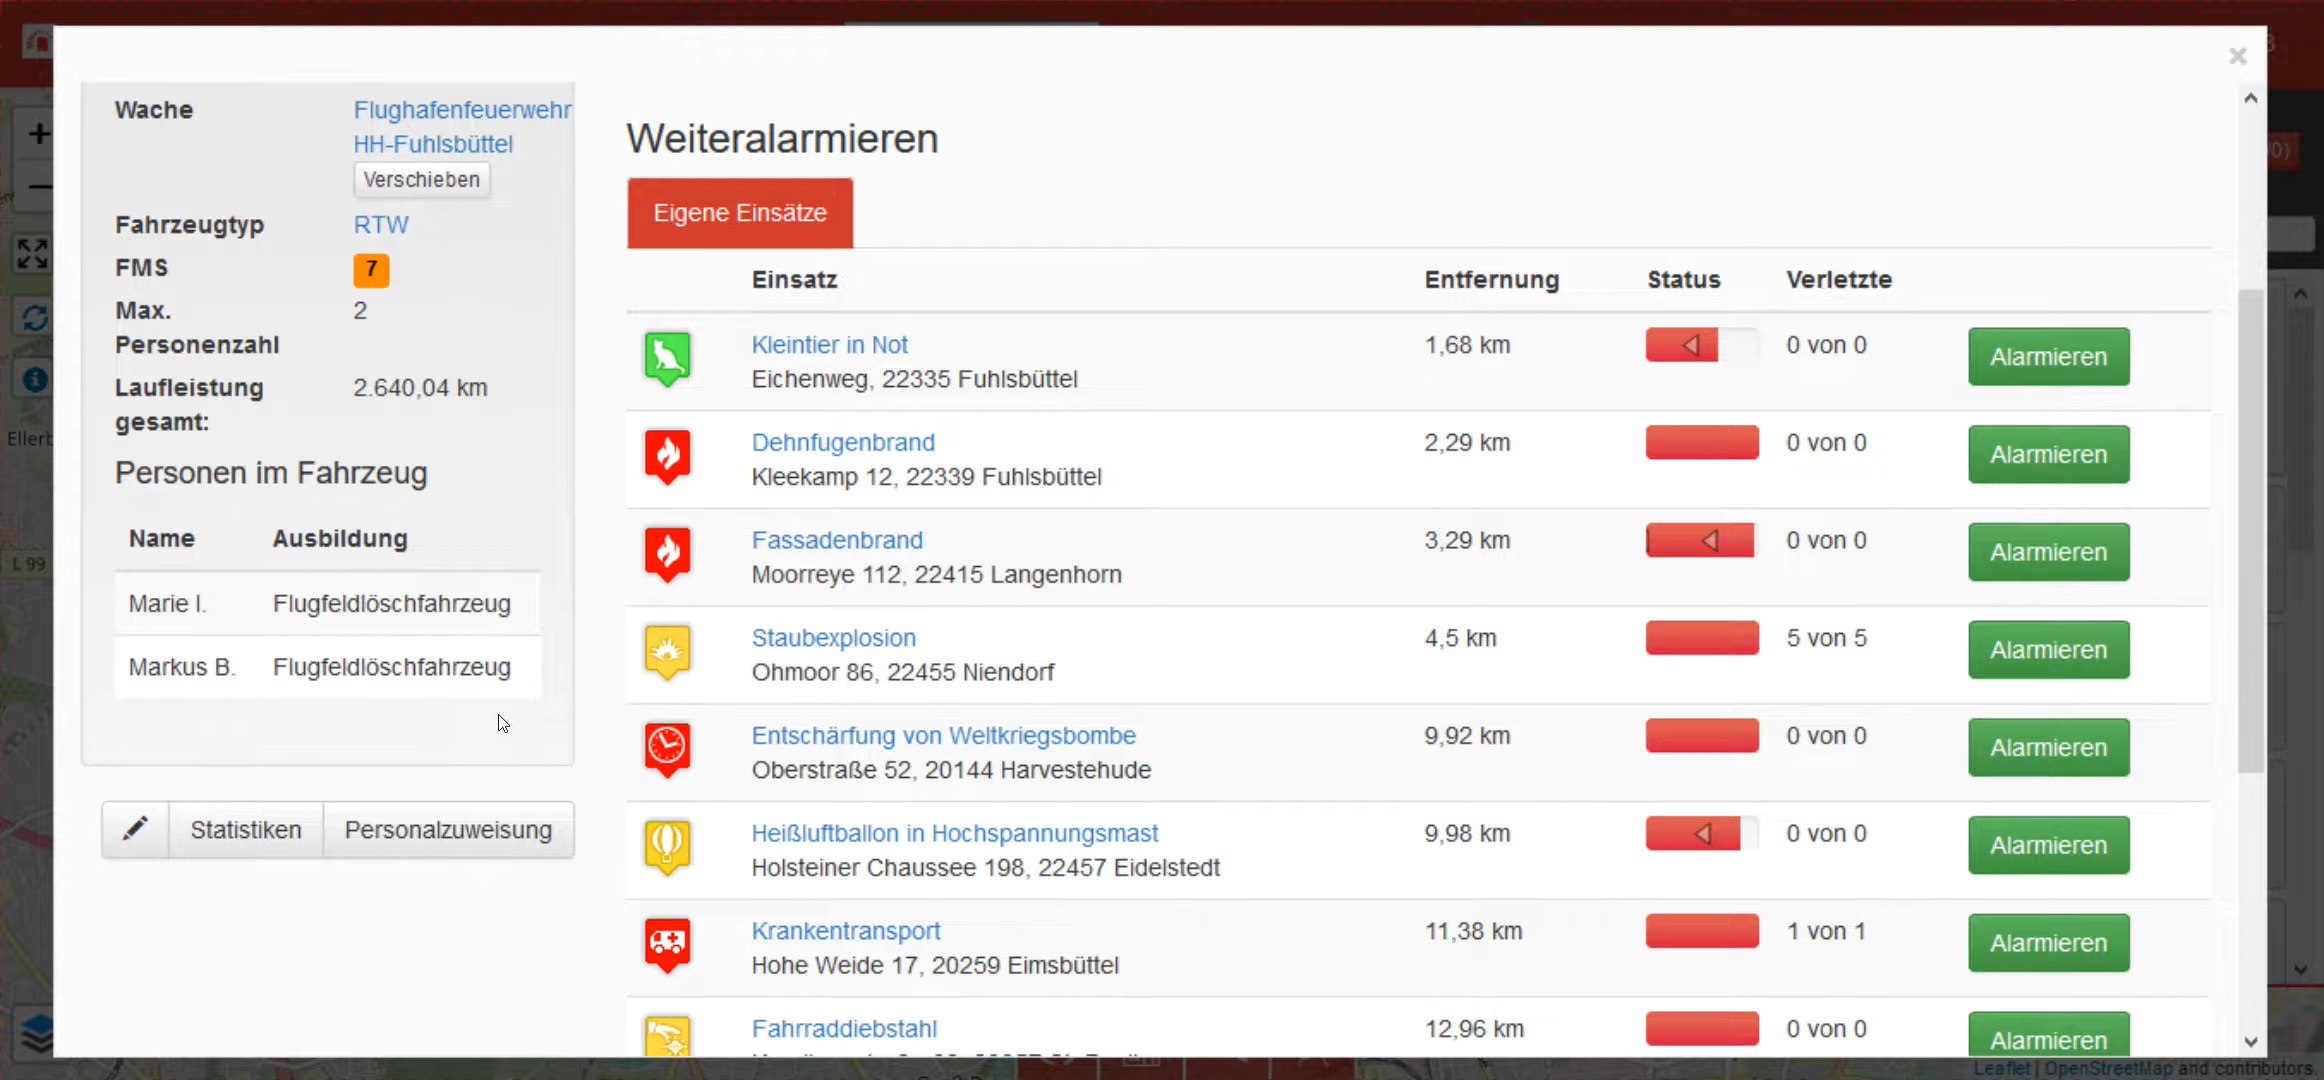 Wache Flughafenfeuerwehr
HH-Fuhlsbüttel
Verschieben
Fahrzeugtyp RTW
FMS 7
Max. 2
Personenzahl
Laufleistung 2.640,04 km
gesamt:
Personen im Fahrzeug
Name Ausbildung
Marie I. Flugfeldlöschfahrzeug
Markus B. Flugfeldlöschfahrzeug
Statistiken Personalzuweisung
Weiteralarmieren
Eigene Einsätze
Einsatz Entfernung Status Verletzte
Kleintier in Not 1,68 km 0 von 0 Alarmieren
Eichenweg, 22335 Fuhlsbüttel
Dehnfugenbrand 2,29 km 0 von 0 Alarmieren
Kleekamp 12, 22339 Fuhlsbüttel
Fassadenbrand 3,29 km 0 von 0 Alarmieren
Moorreye 112, 22415 Langenhorn
Staubexplosion 4,5 km 5 von 5 Alarmieren
Ohmoor 86, 22455 Niendorf
Entschärfung von Weltkriegsbombe 9,92 km 0 von 0 Alarmieren
Oberstraße 52, 20144 Harvestehude
Heißluftballon in Hochspannungsmast 9,98 km 0 von 0 Alarmieren
Holsteiner Chaussee 198, 22457 Eidelstedt
Krankentransport 11,38 km 1 von 1 Alarmieren
Hohe Weide 17, 20259 Eimsbüttel
Fahrraddiebstahl 12,96 km 0 von 0 Alarmieren
L 99
Leaflet | OpenStreetMap and contributors